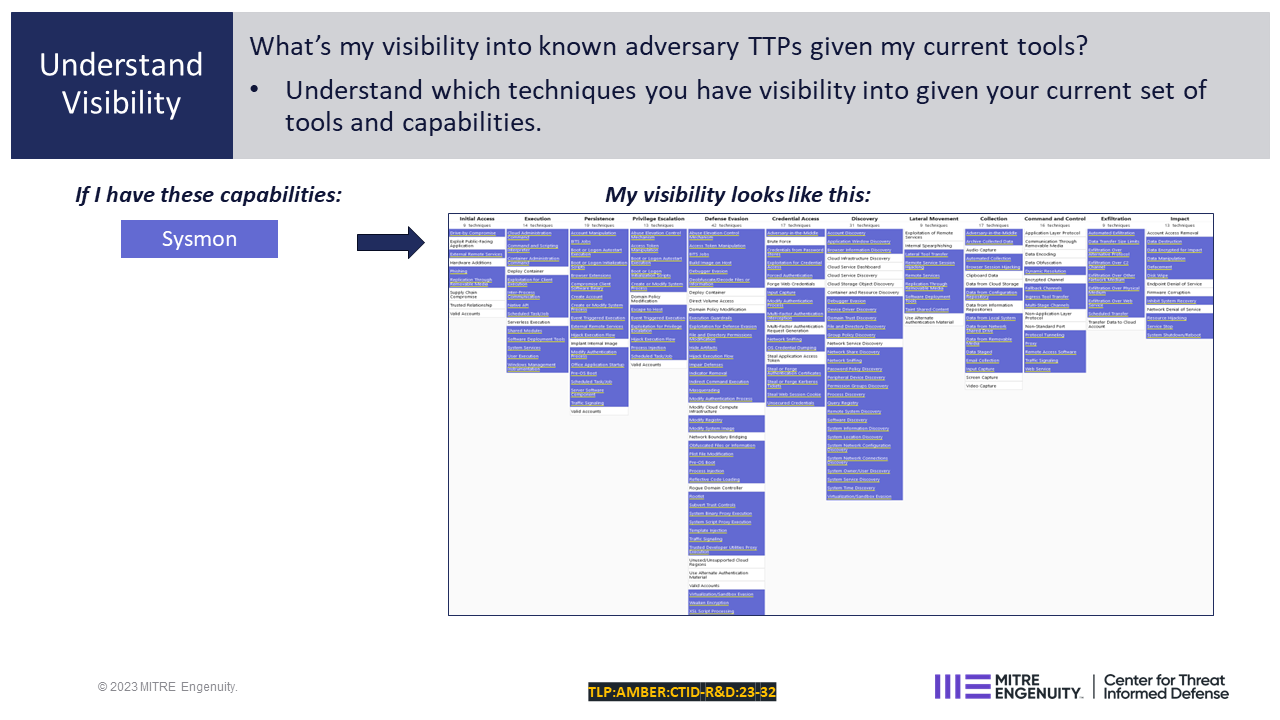 Understand
Visibility
What's my visibility into known adversary TTPs given my current tools?
• Understand which techniques you have visibility into given your current set of
tools and capabilities.
If I have these capabilities:
Sysmon
My visibility looks like this:
Initial Access
Execution
Persistence
Privilege Escalation
Defense Evasion
Credential Access
Discovery
Lateral Movement
Collection
Command and Control
Exfiltration
Impact
Drive-by Compromise
Exploit Public-Facing
Application
External Remote Services
Hardware Additions
Phishing
Replication Through
Removable Media
Supply Chain
Compromise
Trusted Relationship
Valid Accounts
Cloud Administration
Command
Command and Scripting
Interpreter
Container Administration
Command
Deploy Container
Exploitation for Client
Execution
Inter-Process
Communication
Native API
Scheduled Task/Job
Serverless Execution
Shared Modules
Software Deployment Tools
System Services
User Execution
Windows Management
Instrumentation
Account Manipulation
BITS Jobs
Boot or Logon Autostart
Execution
Boot or Logon Initialization
Scripts
Browser Extensions
Compromise Client
Software Binary
Create Account
Create or Modify System
Process
Event Triggered Execution
External Remote Services
Hijack Execution Flow
Implant Internal Image
Modify Authentication
Process
Office Application Startup
Pre-OS Boot
Scheduled Task/Job
Server Software
Component
Traffic Signaling
Valid Accounts
Abuse Elevation Control
Mechanism
Access Token
Manipulation
Boot or Logon Autostart
Execution
Boot or Logon
Initialization Scripts
Create or Modify System
Process
Domain Policy
Modification
Escape to Host
Event Triggered Execution
Exploitation for Privilege
Escalation
Hijack Execution Flow
Process Injection
Scheduled Task/Job
Valid Accounts
Abuse Elevation Control
Mechanism
Access Token Manipulation
BITS Jobs
Build Image on Host
Debugger Evasion
Deobfuscate/Decode Files or
Information
Deploy Container
Direct Volume Access
Domain Policy Modification
Execution Guardrails
Exploitation for Defense Evasion
File and Directory Permissions
Modification
Hide Artifacts
Hijack Execution Flow
Impair Defenses
Indicator Removal
Indirect Command Execution
Masquerading
Modify Authentication Process
Modify Cloud Compute
Infrastructure
Modify Registry
Modify System Image
Network Boundary Bridging
Obfuscated Files or Information
Plist File Modification
Pre-OS Boot
Process Injection
Reflective Code Loading
Rogue Domain Controller
Rootkit
Subvert Trust Controls
System Binary Proxy Execution
System Script Proxy Execution
Template Injection
Traffic Signaling
Trusted Developer Utilities Proxy
Execution
Unused/Unsupported Cloud
Regions
Use Alternate Authentication
Material
Valid Accounts
Virtualization/Sandbox Evasion
Weaken Encryption
XSL Script Processing
Adversary-in-the-Middle
Brute Force
Credentials from Password
Stores
Exploitation for Credential
Access
Forced Authentication
Forge Web Credentials
Input Capture
Modify Authentication
Process
Multi-Factor Authentication
Interception
Multi-Factor Authentication
Request Generation
Network Sniffing
OS Credential Dumping
Steal Application Access
Token
Steal or Forge
Authentication Certificates
Steal or Forge Kerberos
Tickets
Steal Web Session Cookie
Unsecured Credentials
Account Discovery
Application Window Discovery
Browser Information Discovery
Cloud Infrastructure Discovery
Cloud Service Dashboard
Cloud Service Discovery
Cloud Storage Object Discovery
Container and Resource Discovery
Debugger Evasion
Device Driver Discovery
Domain Trust Discovery
File and Directory Discovery
Group Policy Discovery
Network Service Discovery
Network Share Discovery
Network Sniffing
Password Policy Discovery
Peripheral Device Discovery
Permission Groups Discovery
Process Discovery
Query Registry
Remote System Discovery
Software Discovery
System Information Discovery
System Location Discovery
System Network Configuration
Discovery
System Network Connections
Discovery
System Owner/User Discovery
System Service Discovery
System Time Discovery
Virtualization/Sandbox Evasion
Exploitation of Remote
Services
Internal Spearphishing
Lateral Tool Transfer
Remote Service Session
Hijacking
Remote Services
Replication Through
Removable Media
Software Deployment
Tools
Taint Shared Content
Use Alternate
Authentication Material
Adversary-in-the-Middle
Archive Collected Data
Audio Capture
Automated Collection
Browser Session Hijacking
Clipboard Data
Data from Cloud Storage
Data from Configuration
Repository
Data from Information
Repositories
Data from Local System
Data from Network
Shared Drive
Data from Removable
Media
Data Staged
Email Collection
Input Capture
Screen Capture
Video Capture
Application Layer Protocol
Communication Through
Removable Media
Data Encoding
Data Obfuscation
Dynamic Resolution
Encrypted Channel
Fallback Channels
Ingress Tool Transfer
Multi-Stage Channels
Non-Application Layer
Protocol
Non-Standard Port
Protocol Tunneling
Proxy
Remote Access Software
Traffic Signaling
Web Service
Automated Exfiltration
Data Transfer Size Limits
Exfiltration Over
Alternative Protocol
Exfiltration Over C2
Channel
Exfiltration Over Other
Network Medium
Exfiltration Over Physical
Medium
Exfiltration Over Web
Service
Scheduled Transfer
Transfer Data to Cloud
Account
Account Access Removal
Data Destruction
Data Encrypted for Impact
Data Manipulation
Defacement
Disk Wipe
Endpoint Denial of Service
Firmware Corruption
Inhibit System Recovery
Network Denial of Service
Resource Hijacking
Service Stop
System Shutdown/Reboot
© 2023 MITRE Engenuity.
TLP:AMBER:CTID-R&D:23-32
MITRE
ENGENUITY™
Center for Threat
Informed Defense